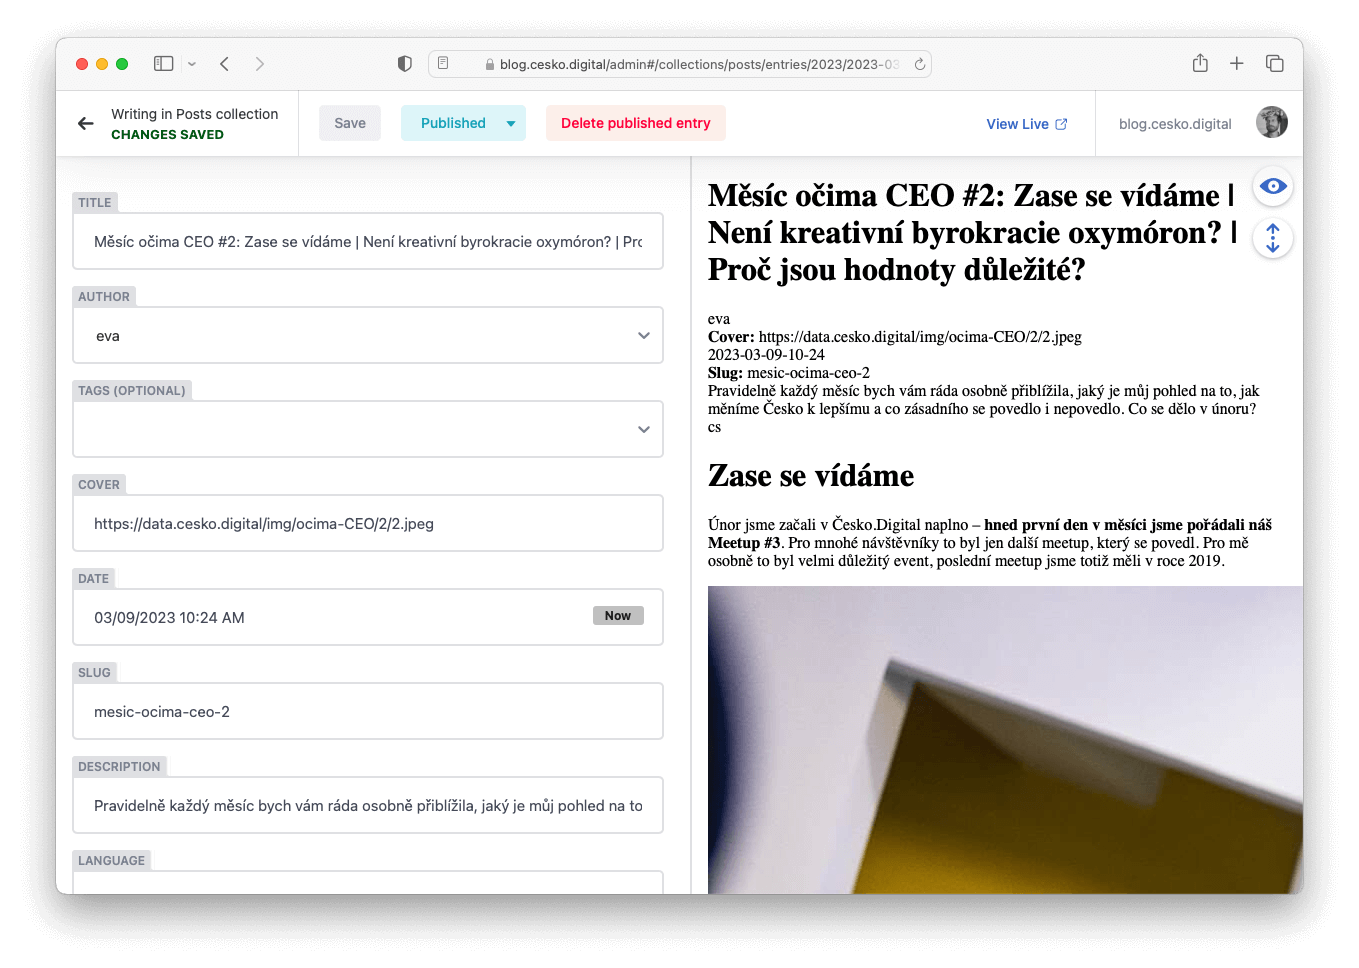 blog.cesko.digital/admin#/collections/posts/entries/2023/2023-03
Writing in Posts collection
CHANGES SAVED
Save
Published
Delete published entry
View Live
blog.cesko.digital
TITLE
Měsíc očima CEO #2: Zase se vídáme | Není kreativní byrokracie oxymóron? | Pro
AUTHOR
eva
TAGS (OPTIONAL)
COVER
https://data.cesko.digital/img/ocima-CEO/2/2.jpeg
DATE
03/09/2023 10:24 AM
Now
SLUG
mesic-ocima-ceo-2
DESCRIPTION
Pravidelně každý měsíc bych vám ráda osobně přiblížila, jaký je můj pohled na to
LANGUAGE
Měsíc očima CEO #2: Zase se vídáme |
Není kreativní byrokracie oxymóron? |
Proč jsou hodnoty důležité?
eva
Cover: https://data.cesko.digital/img/ocima-CEO/2/2.jpeg
2023-03-09-10-24
Slug: mesic-ocima-ceo-2
Pravidelně každý měsíc bych vám ráda osobně přiblížila, jaký je můj pohled na to, jak
měníme Česko k lepšímu a co zásadního se povedlo i nepovedlo. Co se dělo v únoru?
cs
Zase se vídáme
Únor jsme začali v Česko.Digital naplno – hned první den v měsíci jsme pořádali náš
Meetup #3. Pro mnohé návštěvníky to byl jen další meetup, který se povedl. Pro mě
osobně to byl velmi důležitý event, poslední meetup jsme totiž měli v roce 2019.